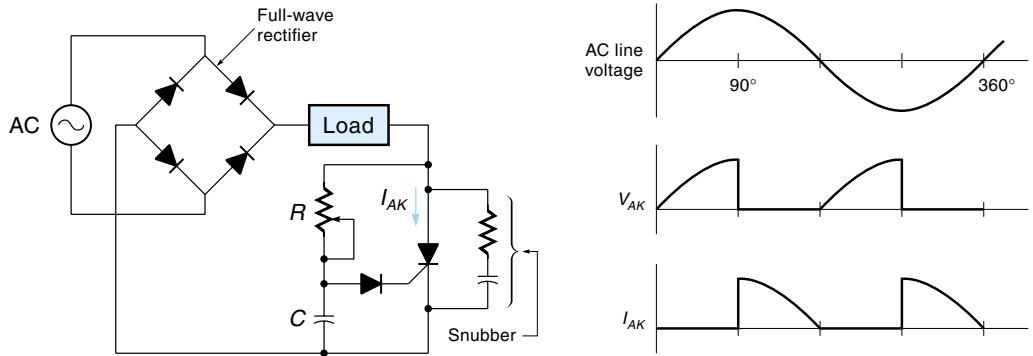 Full-wave
rectifier
AC
Load
R
I_AK
C
Snubber
AC line
voltage
90°
360°
V_AK
I_AK